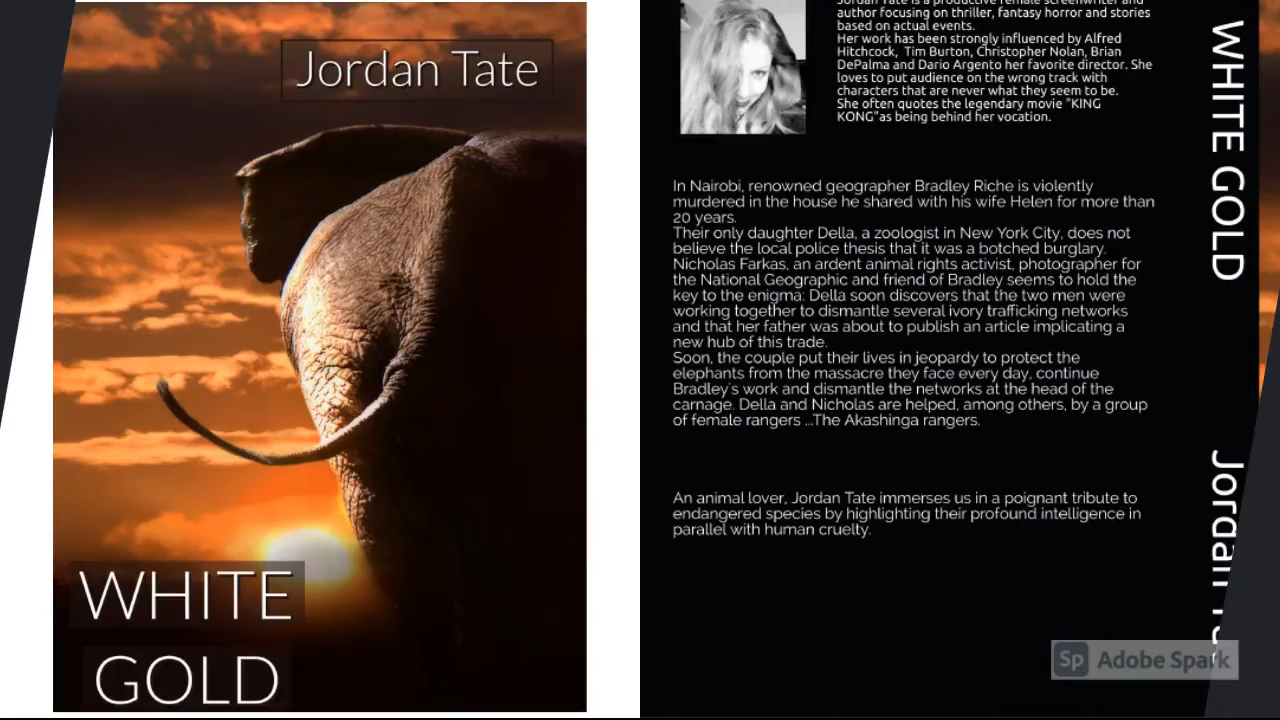 Jordan Tate
WHITE
GOLD
Jordan Tate is a productive female screenwriter and
author focusing on thriller, fantasy horror and stories
based on actual events.
Her work has been strongly influenced by Alfred
Hitchcock, Tim Burton, Christopher Nolan, Brian
DePalma and Dario Argento her favorite director. She
loves to put audience on the wrong track with
characters that are never what they seem to be.
She often quotes the legendary movie "KING
KONG"as being behind her vocation.
In Nairobi, renowned geographer Bradley Riche is violently
murdered in the house he shared with his wife Helen for more than
20 years.
Their only daughter Della, a zoologist in New York City, does not
believe the local police thesis that it was a botched burglary.
Nicholas Farkas, an ardent animal rights activist, photographer for
the National Geographic and friend of Bradley seems to hold the
key to the enigma: Della soon discovers that the two men were
working together to dismantle several ivory trafficking networks
and that her father was about to publish an article implicating a
new hub of this trade.
Soon, the couple put their lives in jeopardy to protect the
elephants from the massacre they face every day, continue
Bradley's work and dismantle the networks at the head of the
carnage. Della and Nicholas are helped, among others, by a group
of female rangers ...The Akashinga rangers.
An animal lover, Jordan Tate immerses us in a poignant tribute to
endangered species by highlighting their profound intelligence in
parallel with human cruelty.
WHITE GOLD
Jordan
Sp Adobe Spark